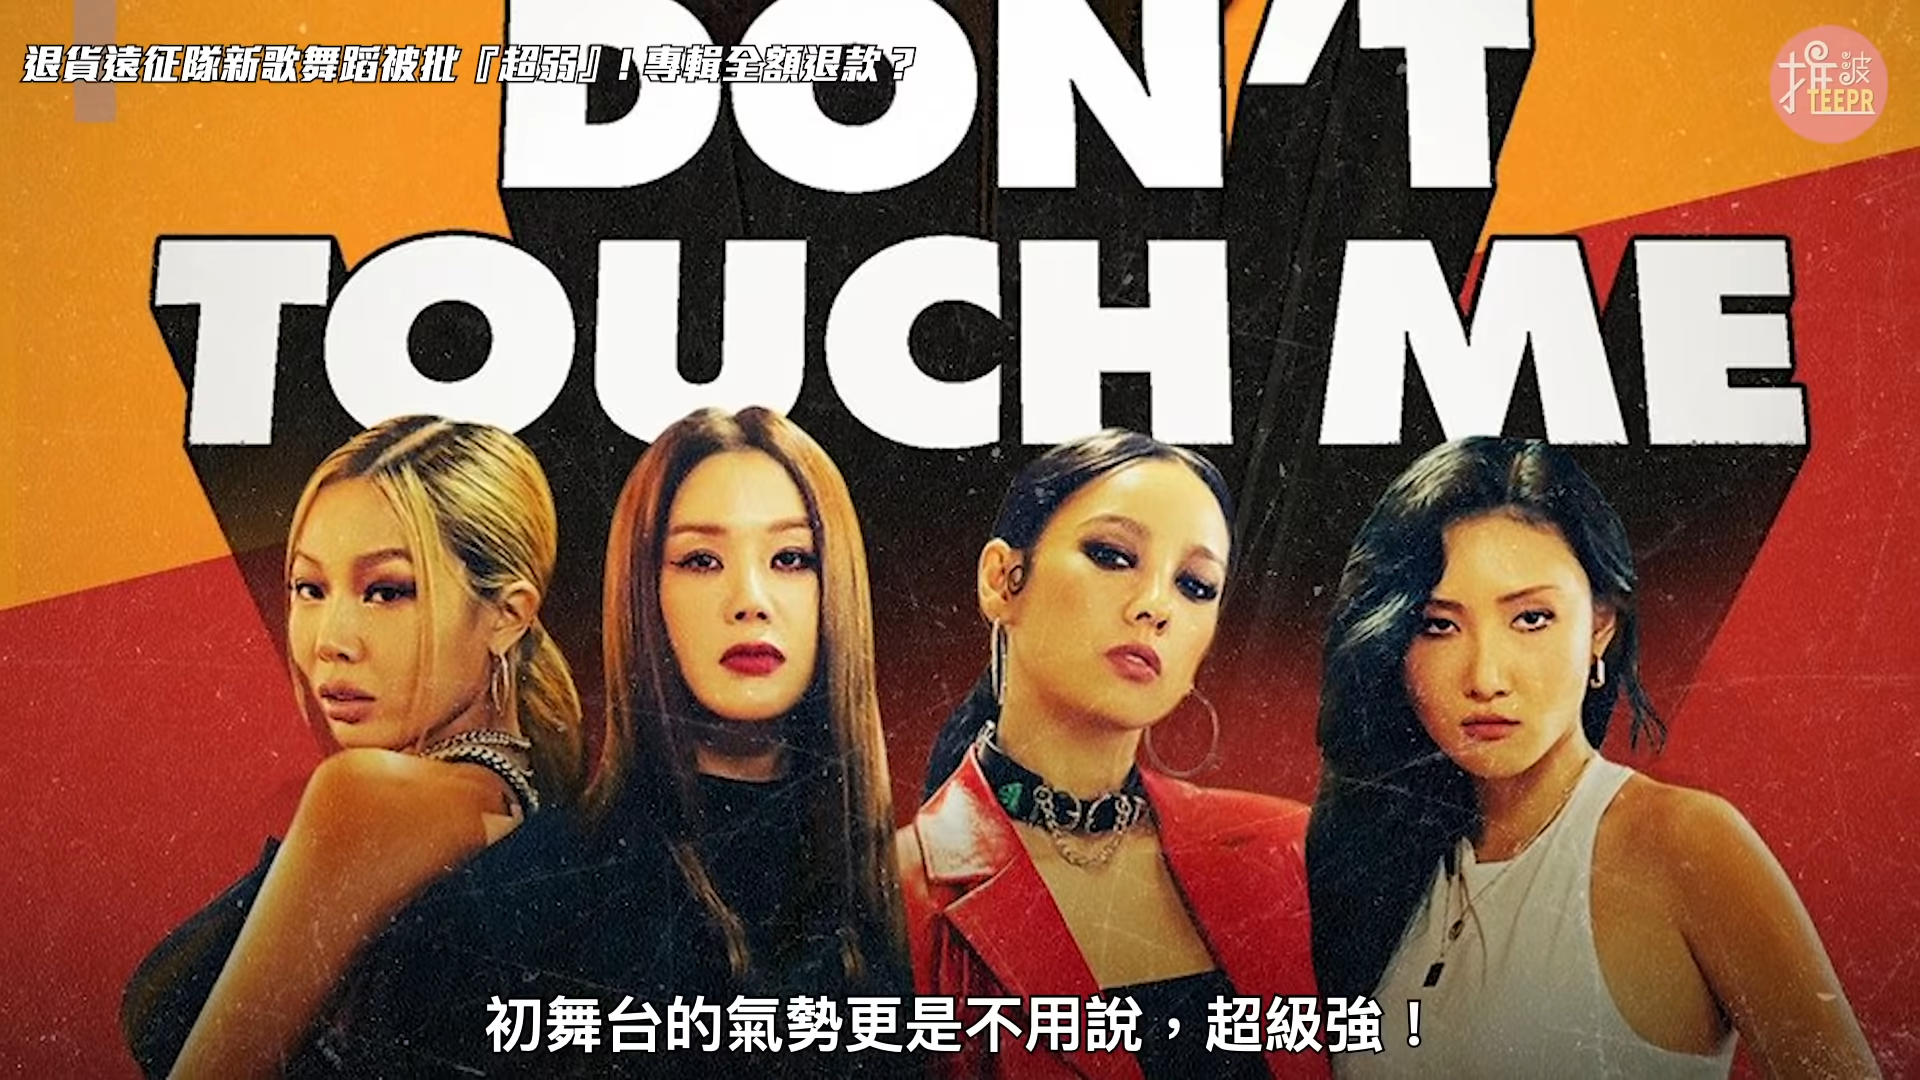 退貨遠征隊新歌舞蹈被批『超弱』! 專輯全額退款？
推波
TEEPR
DON'T
TOUCH ME
初舞台的氣勢更是不用說，超級強！